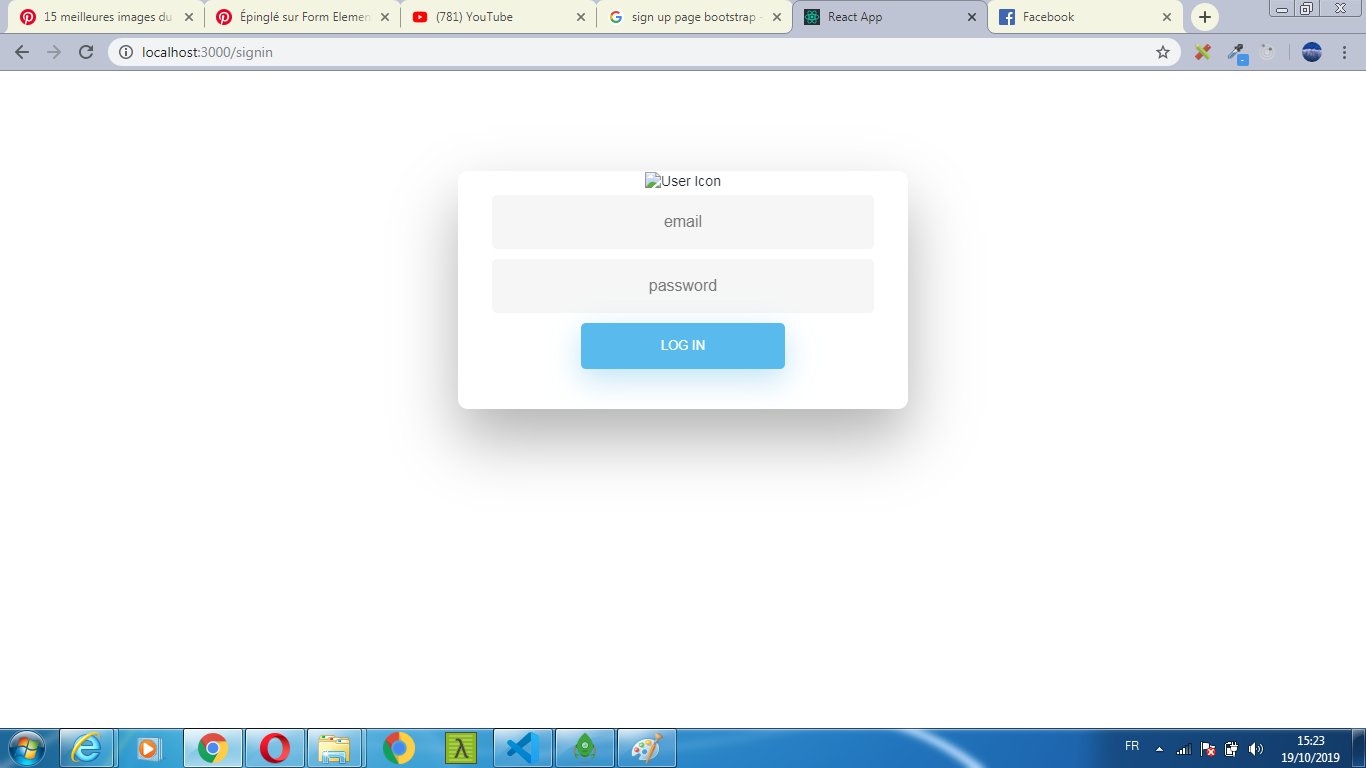 15 meilleures images du
Épinglé sur Form Elemen
(781) YouTube
sign up page bootstrap -
React App
Facebook
localhost:3000/signin
User Icon
email
password
LOG IN
FR
15:23
19/10/2019